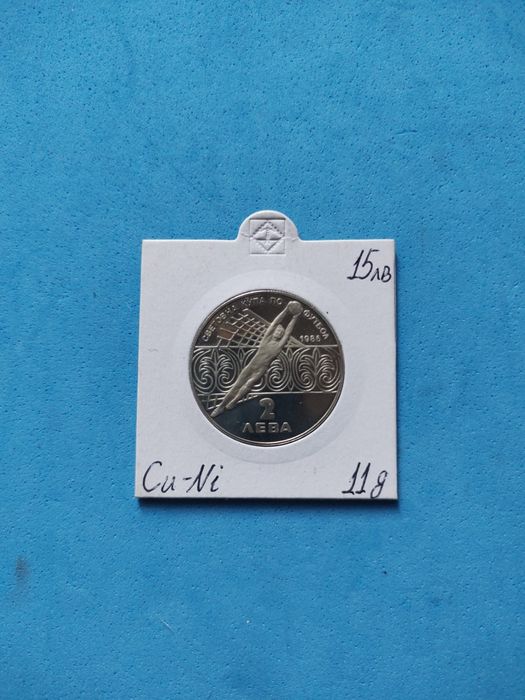 15лв
СВЕТОВНА КУПА ПО ФУТБОЛ
1986
2
ЛЕВА
Cu-Ni
11g